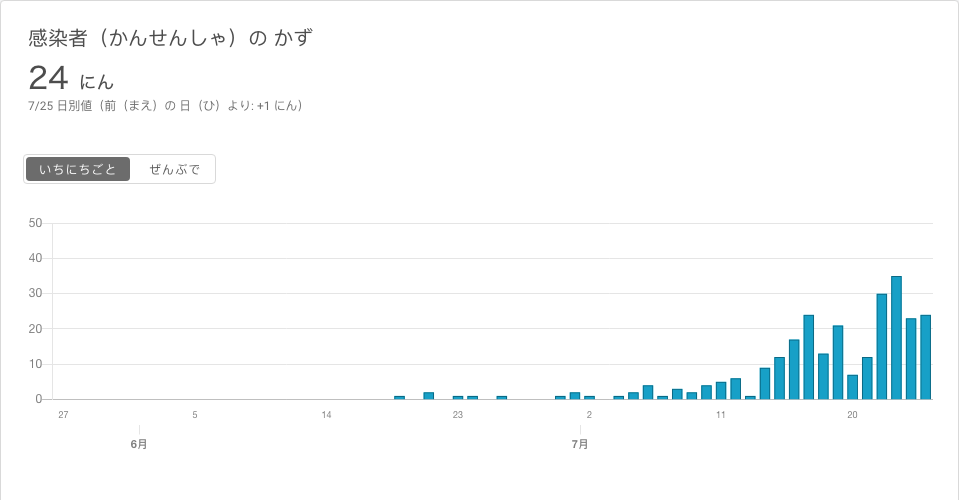 感染者（かんせんしゃ）の かず
24 にん
7/25 日別値（前（まえ）の 日（ひ）より: +1 にん）
いちにちごと ぜんぶで
50
40
30
20
10
0
27 5 14 23 2 11 20
6月 7月